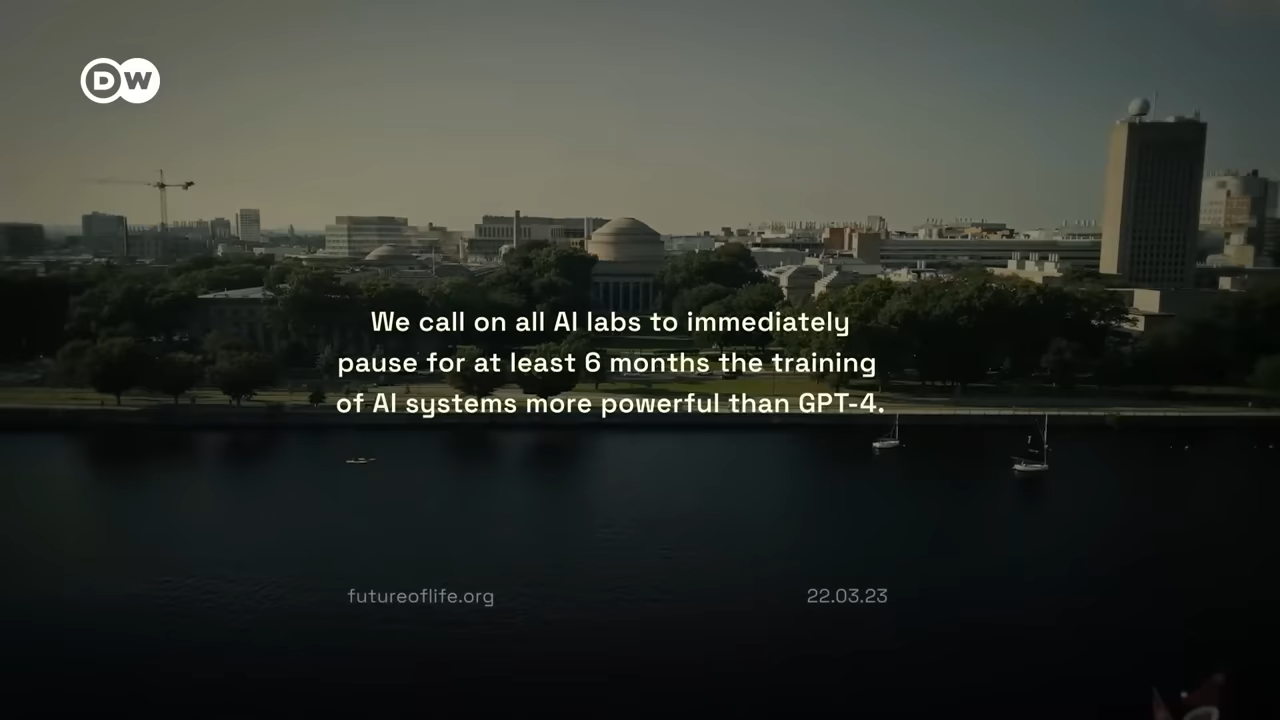 DW
We call on all AI labs to immediately
pause for at least 6 months the training
of AI systems more powerful than GPT-4.
futureoflife.org
22.03.23